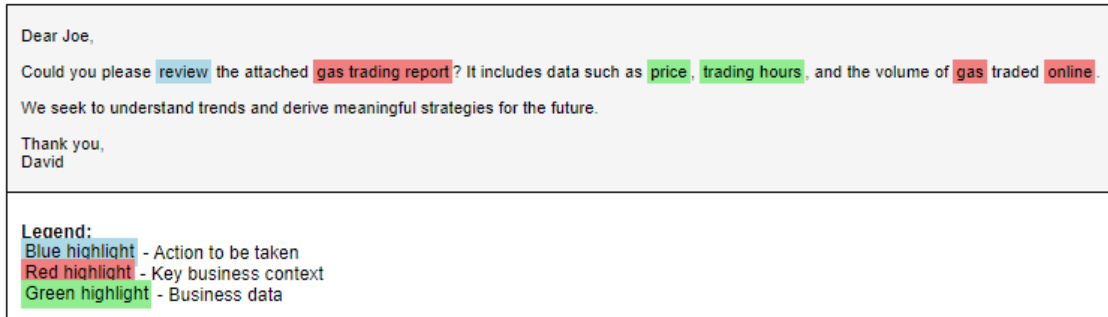 Dear Joe,
Could you please review the attached gas trading report? It includes data such as price, trading hours, and the volume of gas traded online.
We seek to understand trends and derive meaningful strategies for the future.
Thank you,
David
Legend:
Blue highlight - Action to be taken
Red highlight - Key business context
Green highlight - Business data